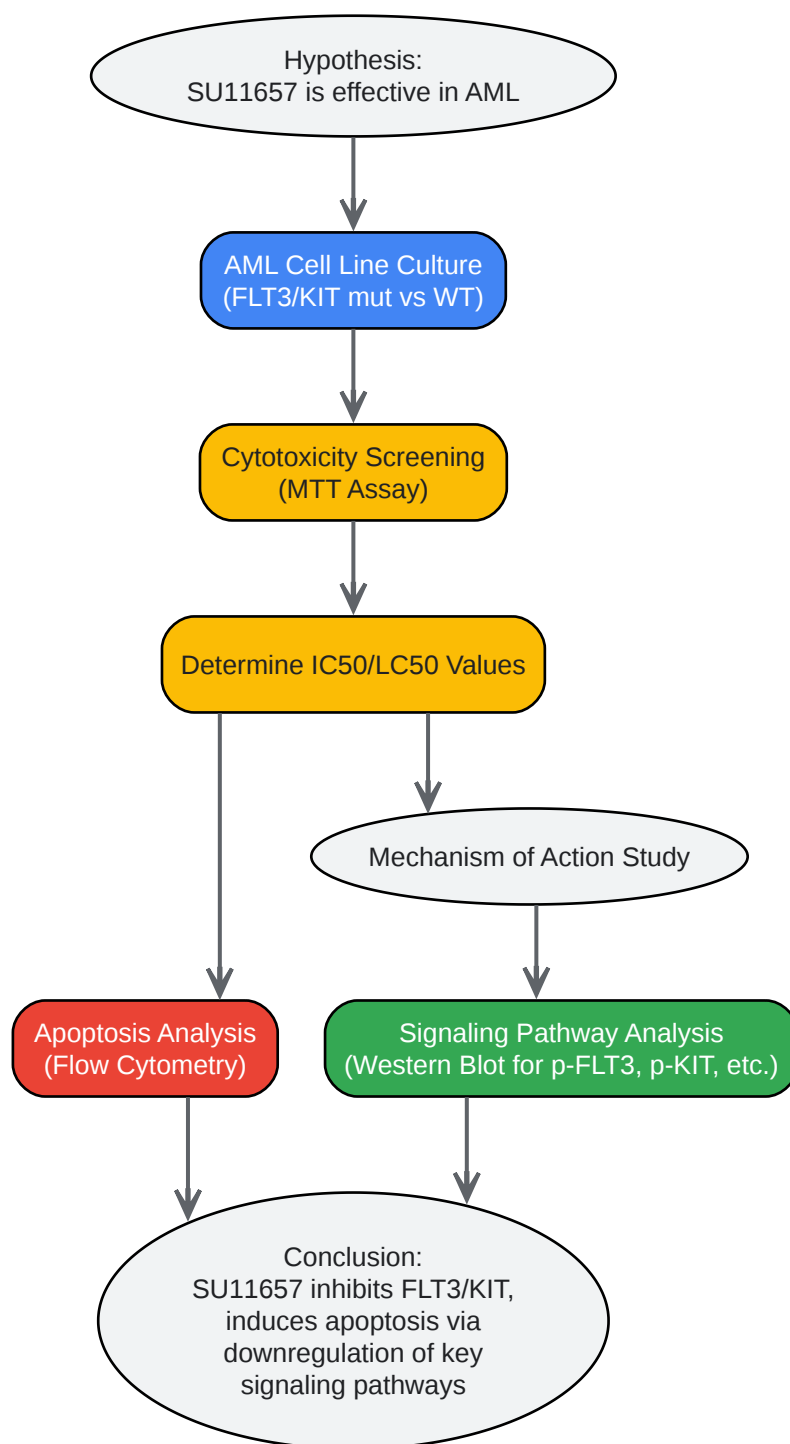 Hypothesis:
SU11657 is effective in AML
AML Cell Line Culture
(FLT3/KIT mut vs WT)
Cytotoxicity Screening
(MTT Assay)
Determine IC50/LC50 Values
Mechanism of Action Study
Apoptosis Analysis
(Flow Cytometry)
Signaling Pathway Analysis
(Western Blot for p-FLT3, p-KIT, etc.)
Conclusion:
SU11657 inhibits FLT3/KIT,
induces apoptosis via
downregulation of key
signaling pathways